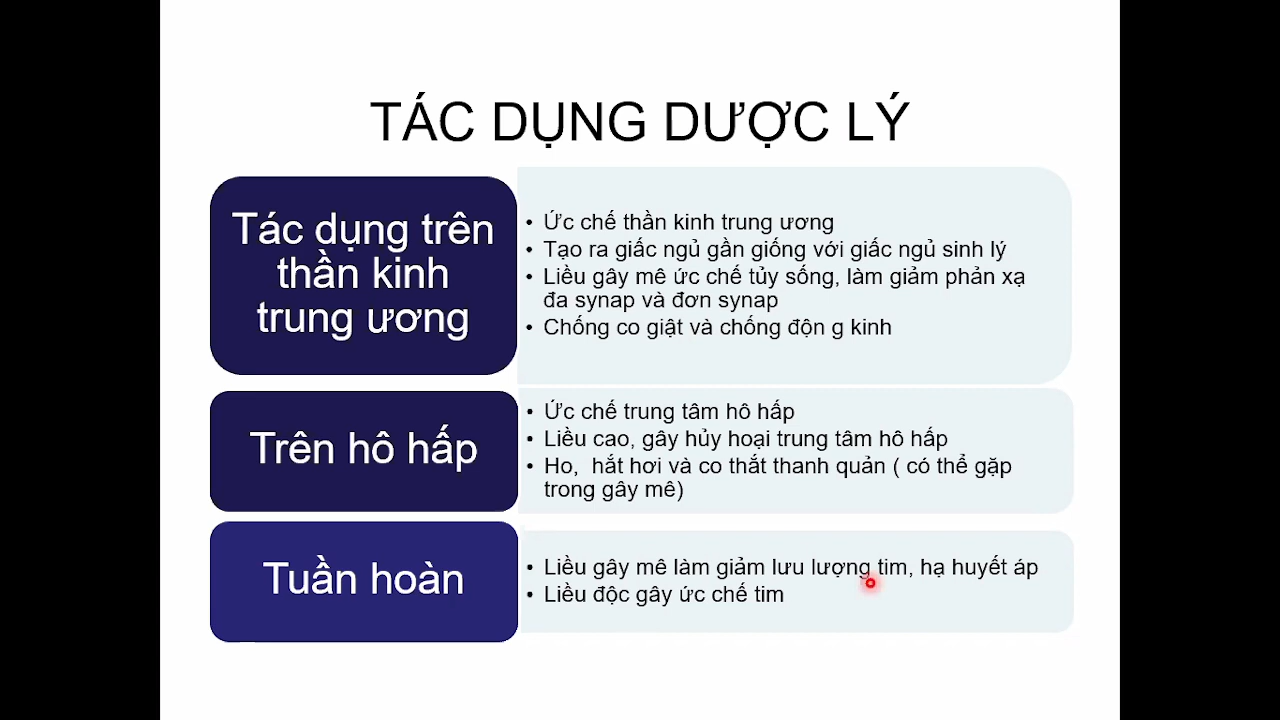 TÁC DỤNG DƯỢC LÝ
Tác dụng trên
thần kinh
trung ương
• Ức chế thần kinh trung ương
• Tạo ra giấc ngủ gần giống với giấc ngủ sinh lý
• Liều gây mê ức chế tủy sống, làm giảm phản xạ
đa synap và đơn synap
• Chống co giật và chống độn g kinh
Trên hô hấp
• Ức chế trung tâm hô hấp
• Liều cao, gây hủy hoại trung tâm hô hấp
• Ho,  hắt hơi và co thắt thanh quản ( có thể gặp
trong gây mê)
Tuần hoàn
• Liều gây mê làm giảm lưu lượng tim, hạ huyết áp
• Liều độc gây ức chế tim